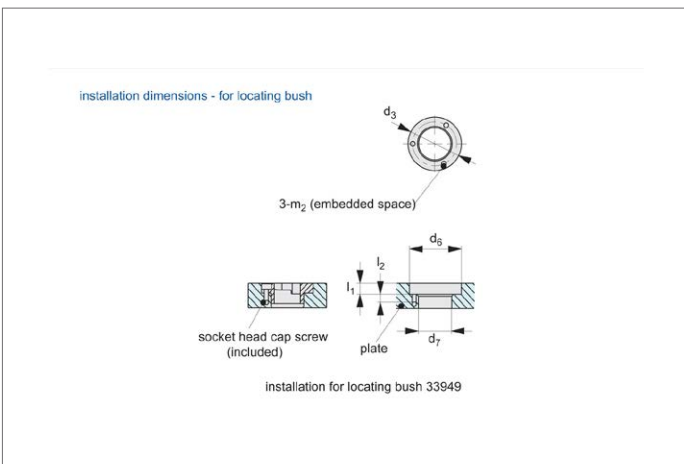 installation dimensions - for locating bush
d3
3-m2 (embedded space)
d6
l2
l1
socket head cap screw
(included)
plate
d7
installation for locating bush 33949